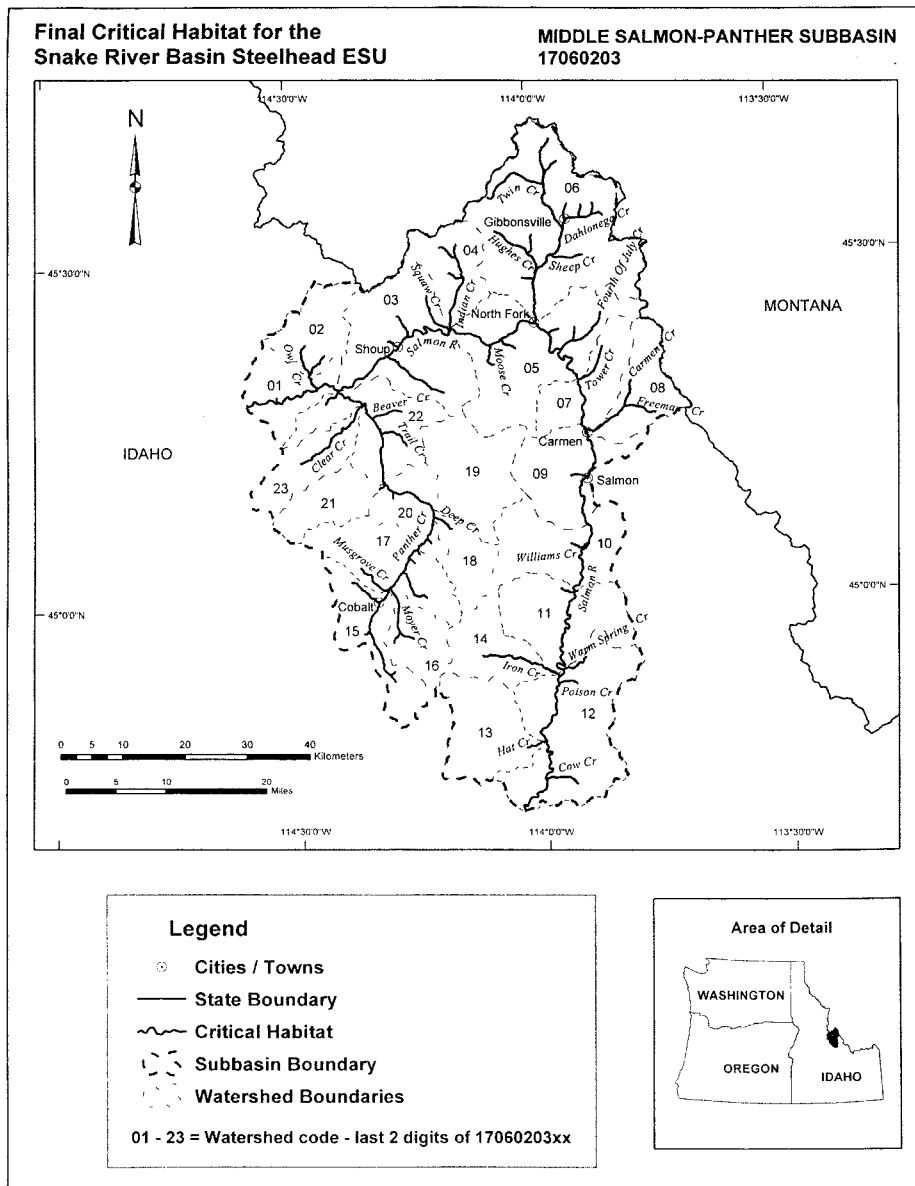 Final Critical Habitat for the
Snake River Basin Steelhead ESU
MIDDLE SALMON-PANTHER SUBBASIN
17060203
114°30'0"W
114°0'0"W
113°30'0"W
N
Twin Cr
06
Gibbonsville
Dahlonega Cr
45°30'0"N
45°30'0"N
04
Hughes Cr
Sheep Cr
Fourth Of July Cr
Squaw Cr
Indian Cr
03
North Fork
MONTANA
02
Owl Cr
Shoup
Salmon R
Moose Cr
05
Tower Cr
Carmen Cr
01
08
07
Freeman Cr
Beaver Cr
22
Trail Cr
Carmen
IDAHO
Clear Cr
19
09
Salmon
23
21
20
Deep Cr
10
17
Panther Cr
Musgrove Cr
18
Williams Cr
Salmon R
45°0'0"N
45°0'0"N
Cobalt
11
15
Moyer Cr
14
Warm Spring Cr
16
Iron Cr
Poison Cr
13
12
Hat Cr
Cow Cr
0 5 10 20 30 40
Kilometers
0 5 10 20
Miles
114°30'0"W
114°0'0"W
113°30'0"W
Legend
Cities / Towns
State Boundary
Critical Habitat
Subbasin Boundary
Watershed Boundaries
01 - 23 = Watershed code - last 2 digits of 17060203xx
Area of Detail
WASHINGTON
OREGON
IDAHO